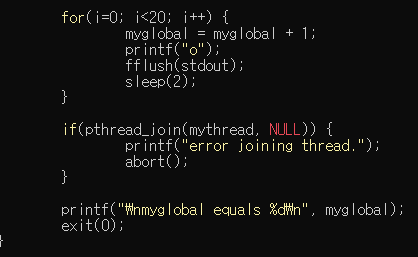 for(i=0; i<20; i++) {
myglobal = myglobal + 1;
printf("o");
fflush(stdout);
sleep(2);
}
if(pthread_join(mythread, NULL)) {
printf("error joining thread.");
abort();
}
printf("₩nmyglobal equals %d₩n", myglobal);
exit(0);
}